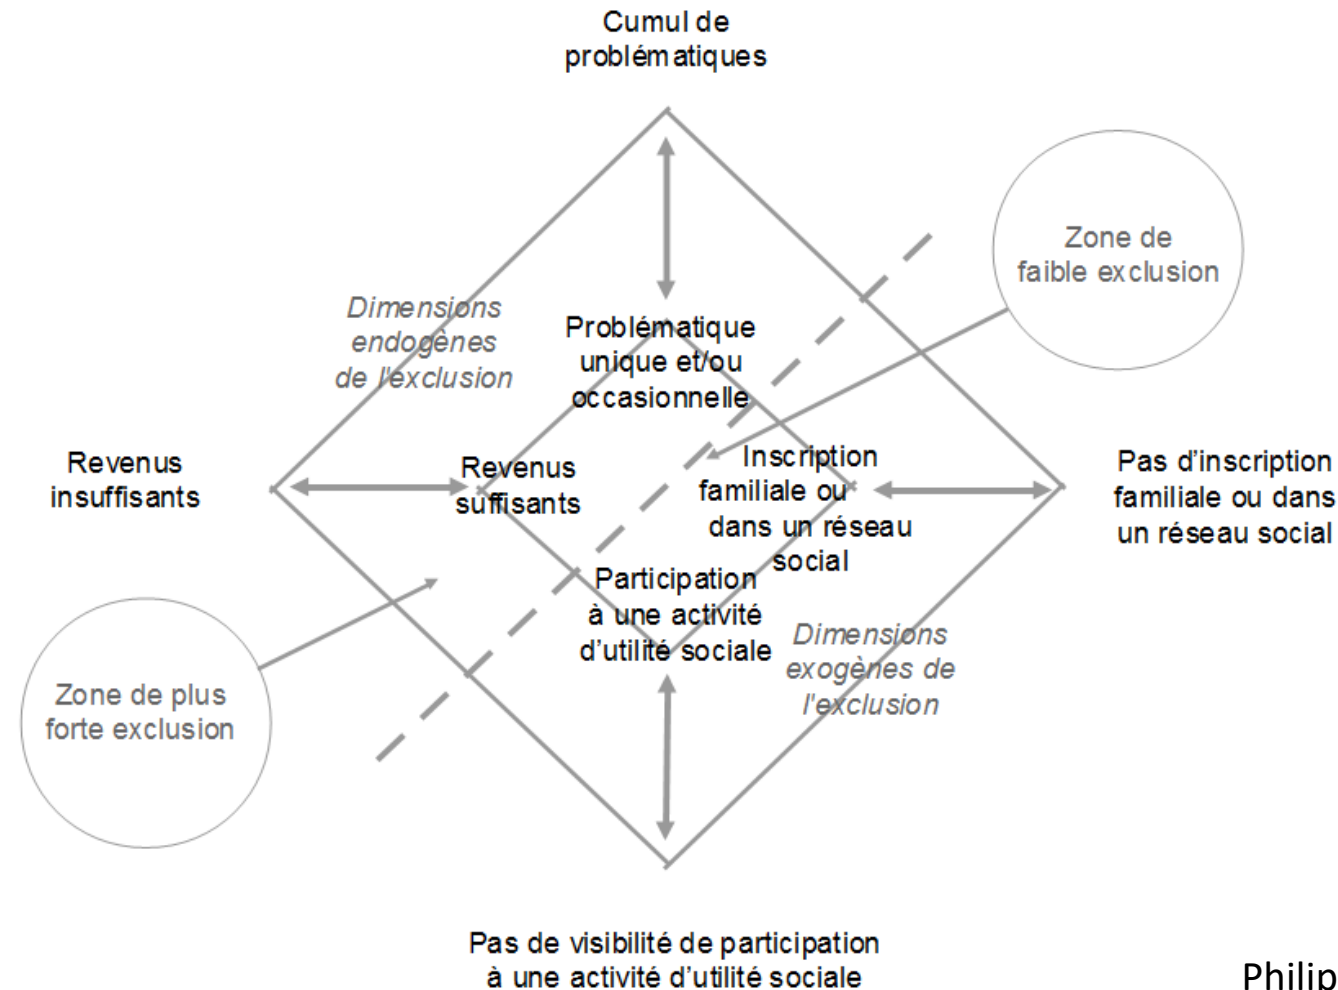 Cumul de
problématiques
Zone de
faible exclusion
Dimensions
endogènes
de l'exclusion
Problématique
unique et/ou
occasionnelle
Revenus
insuffisants
Revenus
suffisants
Inscription
familiale ou
dans un réseau
social
Pas d’inscription
familiale ou dans
un réseau social
Participation
à une activité
d’utilité sociale
Dimensions
exogènes de
l'exclusion
Zone de plus
forte exclusion
Pas de visibilité de participation
à une activité d’utilité sociale
Philip